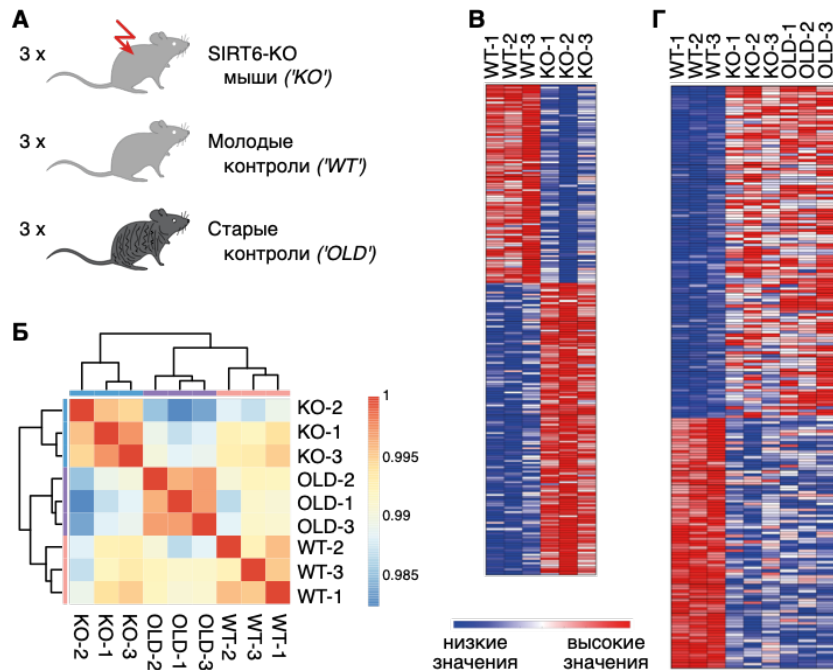 А
3 x
SIRT6-KO
мыши ('KO')
3 x
Молодые
контроли ('WT')
3 x
Старые
контроли ('OLD')
Б
KO-2
KO-1
KO-3
OLD-2
OLD-1
OLD-3
WT-2
WT-3
WT-1
KO-2
KO-1
KO-3
OLD-2
OLD-1
OLD-3
WT-2
WT-3
WT-1
1
0.995
0.99
0.985
В
WT-1
WT-2
WT-3
KO-1
KO-2
KO-3
Г
WT-1
WT-2
WT-3
KO-1
KO-2
KO-3
OLD-1
OLD-2
OLD-3
низкие
значения
высокие
значения